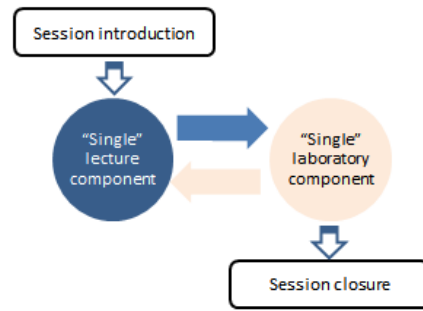 Session introduction
“Single”
lecture
component
“Single”
laboratory
component
Session closure